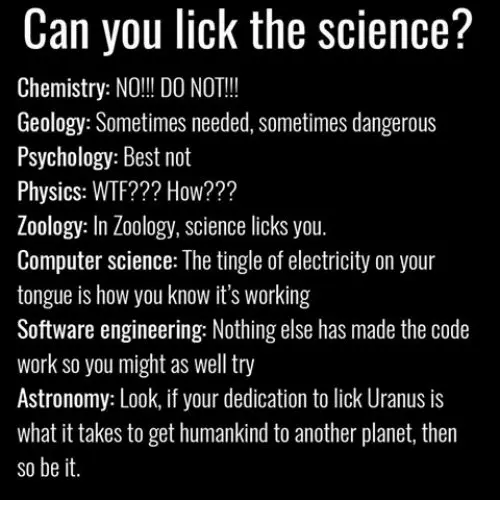 Can you lick the science?
Chemistry: NO!!! DO NOT!!!
Geology: Sometimes needed, sometimes dangerous
Psychology: Best not
Physics: WTF??? How???
Zoology: In Zoology, science licks you.
Computer science: The tingle of electricity on your
tongue is how you know it's working
Software engineering: Nothing else has made the code
work so you might as well try
Astronomy: Look, if your dedication to lick Uranus is
what it takes to get humankind to another planet, then
so be it.